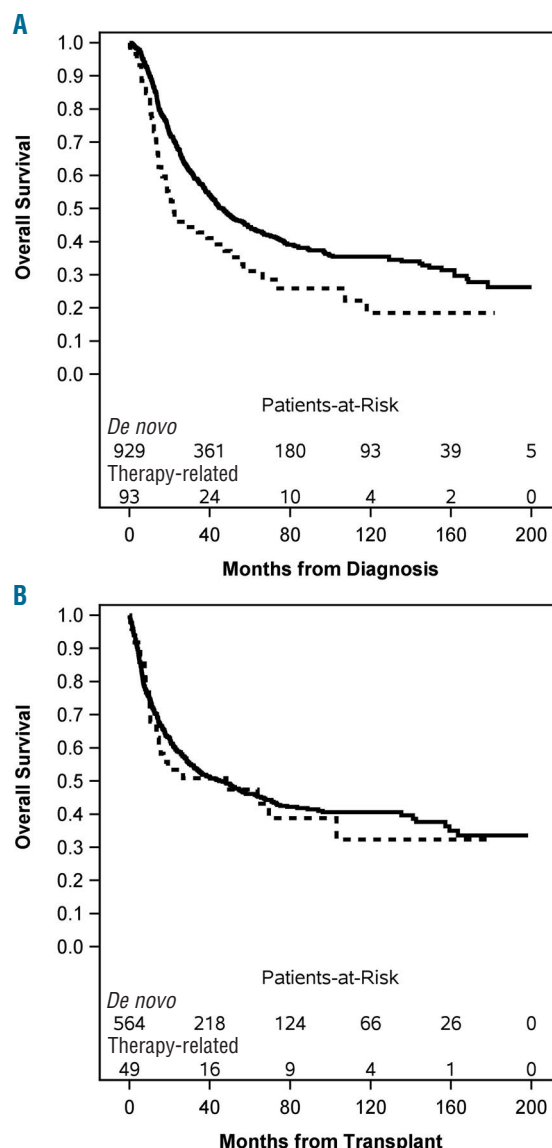 A
Overall Survival
1.0
0.9
0.8
0.7
0.6
0.5
0.4
0.3
0.2
0.1
0.0
Patients-at-Risk
De novo
929 361 180 93 39 5
Therapy-related
93 24 10 4 2 0
0 40 80 120 160 200
Months from Diagnosis
B
Overall Survival
1.0
0.9
0.8
0.7
0.6
0.5
0.4
0.3
0.2
0.1
0.0
Patients-at-Risk
De novo
564 218 124 66 26 0
Therapy-related
49 16 9 4 1 0
0 40 80 120 160 200
Months from Transplant